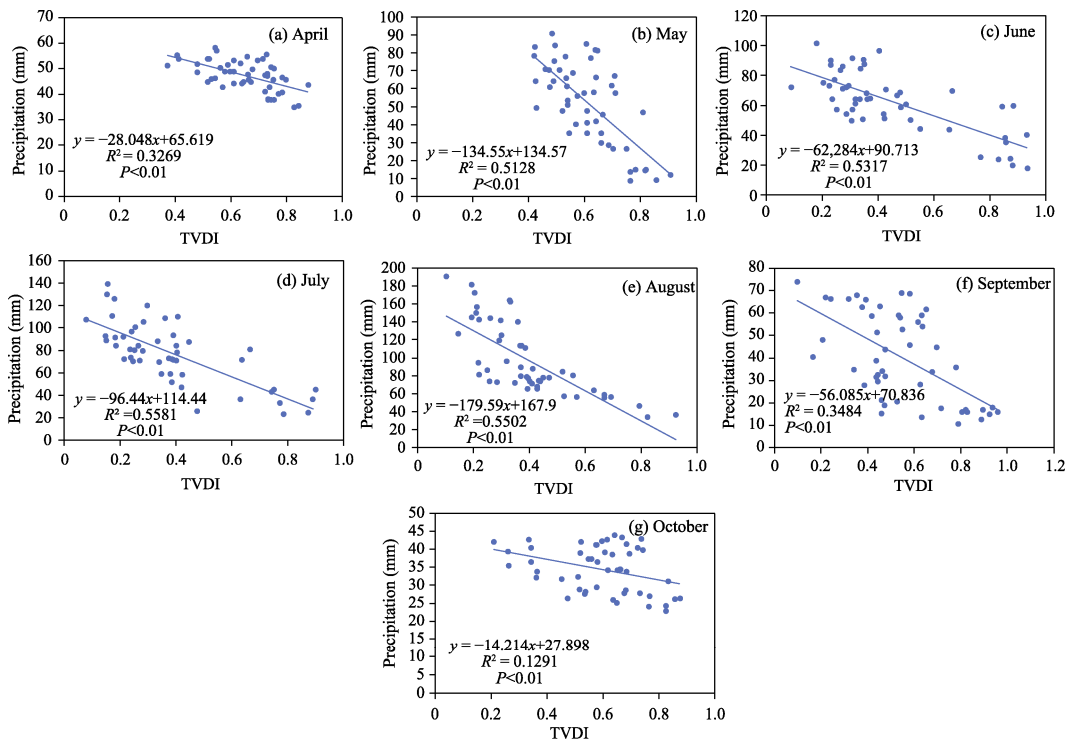 (a) April
Precipitation (mm)
70
60
50
40
30
20
10
0
y = −28.048x+65.619
R² = 0.3269
P<0.01
0 0.2 0.4 0.6 0.8 1.0
TVDI
(b) May
Precipitation (mm)
100
90
80
70
60
50
40
30
20
10
0
y = −134.55x+134.57
R² = 0.5128
P<0.01
0 0.2 0.4 0.6 0.8 1.0
TVDI
(c) June
Precipitation (mm)
120
100
80
60
40
20
0
y = −62,284x+90.713
R² = 0.5317
P<0.01
0 0.2 0.4 0.6 0.8 1.0
TVDI
(d) July
Precipitation (mm)
160
140
120
100
80
60
40
20
0
y = −96.44x+114.44
R² =0.5581
P<0.01
0 0.2 0.4 0.6 0.8 1.0
TVDI
(e) August
Precipitation (mm)
200
180
160
140
120
100
80
60
40
20
0
y = −179.59x+167.9
R² =0.5502
P<0.01
0 0.2 0.4 0.6 0.8 1.0
TVDI
(f) September
Precipitation (mm)
80
70
60
50
40
30
20
10
0
y = −56.085x+70,836
R² = 0.3484
P<0.01
0 0.2 0.4 0.6 0.8 1.0 1.2
TVDI
(g) October
Precipitation (mm)
50
45
40
35
30
25
20
15
10
5
0
y = −14.214x+27.898
R² = 0.1291
P<0.01
0 0.2 0.4 0.6 0.8 1.0
TVDI